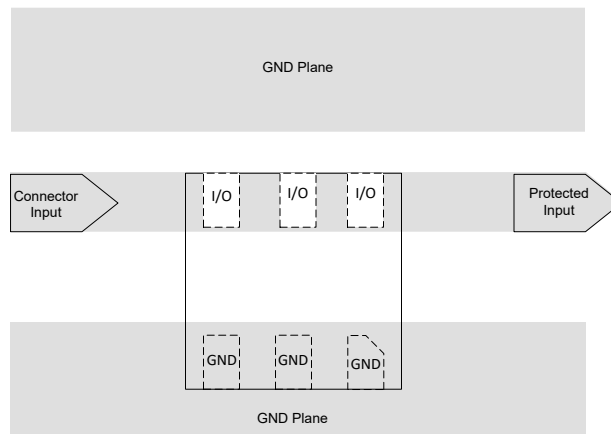 GND Plane
Connector
Input
I/O
I/O
I/O
Protected
Input
GND
GND
GND
GND Plane